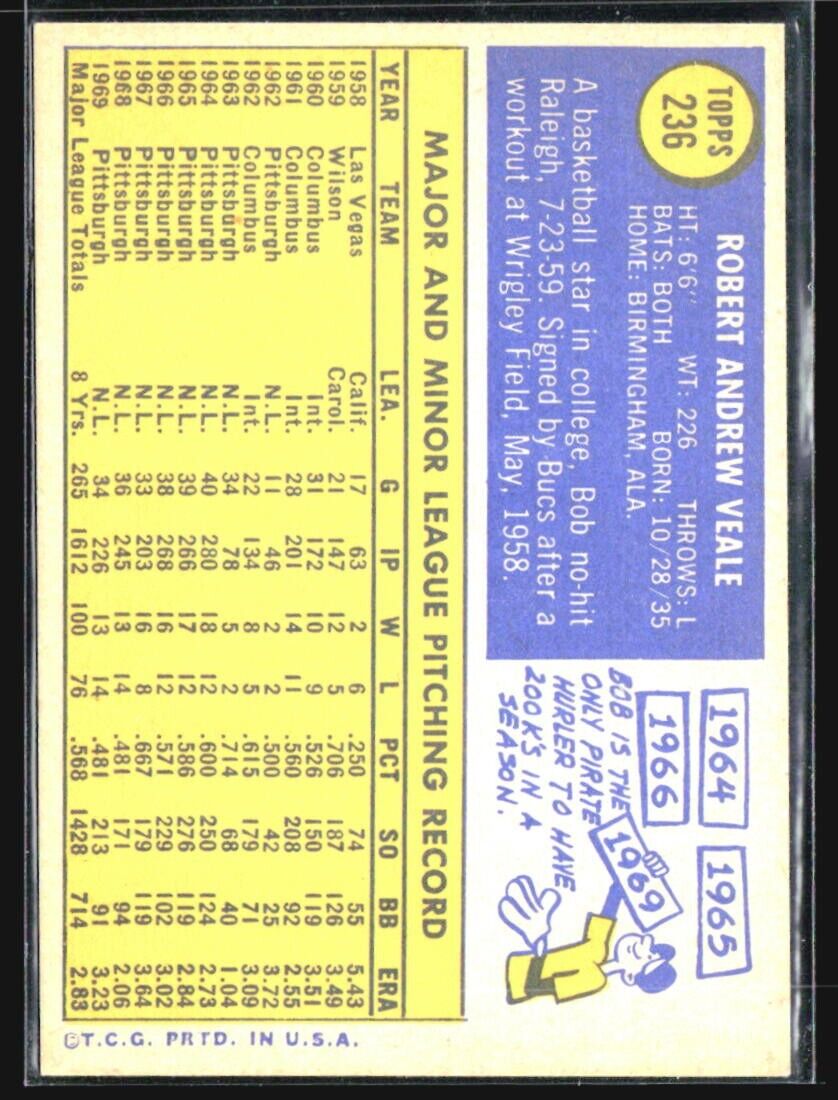 TOPPS
236
ROBERT ANDREW VEALE
HT: 6'6" WT: 226 THROWS: L
BATS: BOTH BORN: 10/28/35
HOME: BIRMINGHAM, ALA.
A basketball star in college, Bob no-hit
Raleigh, 7-23-59. Signed by Bucs after a
workout at Wrigley Field, May, 1958.
1964
1965
1966
1969
BOB IS THE
ONLY PIRATE
HURLER TO HAVE
200 K'S IN A
SEASON.
MAJOR AND MINOR LEAGUE PITCHING RECORD
YEAR TEAM LEA. G IP W L PCT SO BB ERA
1958 Las Vegas Calif. 17 63 2 6 .250 74 55 5.43
1959 Wilson Carol. 21 147 12 5 .706 187 126 3.49
1960 Columbus Int. 31 172 10 9 .526 150 119 3.51
1961 Columbus Int. 28 201 14 11 .560 208 92 2.55
1962 Pittsburgh N.L. 11 46 2 2 .500 42 25 3.72
1962 Columbus Int. 22 134 8 5 .615 179 71 3.09
1963 Pittsburgh N.L. 34 78 5 2 .714 68 40 1.04
1964 Pittsburgh N.L. 40 280 18 12 .600 250 124 2.73
1965 Pittsburgh N.L. 39 266 17 12 .586 276 119 2.84
1966 Pittsburgh N.L. 38 268 16 12 .571 229 102 3.02
1967 Pittsburgh N.L. 33 203 16 8 .667 179 119 3.64
1968 Pittsburgh N.L. 36 245 13 14 .481 171 94 2.06
1969 Pittsburgh N.L. 34 226 13 14 .481 213 91 3.23
Major League Totals 8 Yrs. 265 1612 100 76 .568 1428 714 2.83
©T.C.G. PRTD. IN U.S.A.